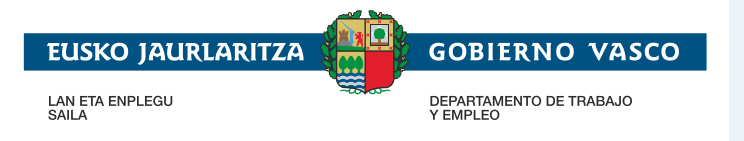 EUSKO JAURLARITZA
GOBIERNO VASCO
LAN ETA ENPLEGU
SAILA
DEPARTAMENTO DE TRABAJO
Y EMPLEO